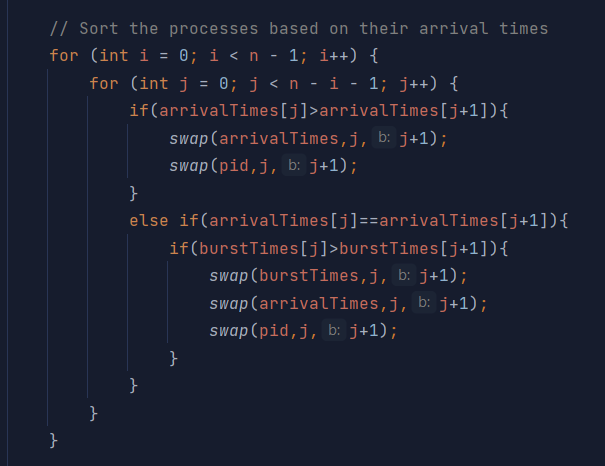 // Sort the processes based on their arrival times
for (int i = 0; i < n - 1; i++) {
for (int j = 0; j < n - i - 1; j++) {
if(arrivalTimes[j]>arrivalTimes[j+1]){
swap(arrivalTimes,j, b: j+1);
swap(pid,j, b: j+1);
}
else if(arrivalTimes[j]==arrivalTimes[j+1]){
if(burstTimes[j]>burstTimes[j+1]){
swap(burstTimes,j, b: j+1);
swap(arrivalTimes,j, b: j+1);
swap(pid,j, b: j+1);
}
}
}
}